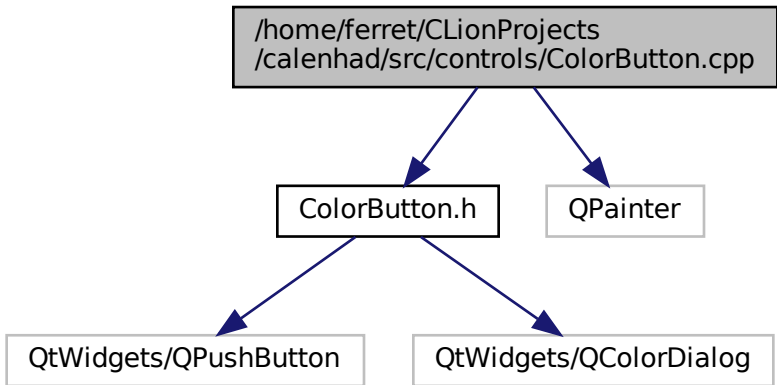 /home/ferret/CLionProjects
/calenhad/src/controls/ColorButton.cpp
ColorButton.h
QPainter
QtWidgets/QPushButton
QtWidgets/QColorDialog